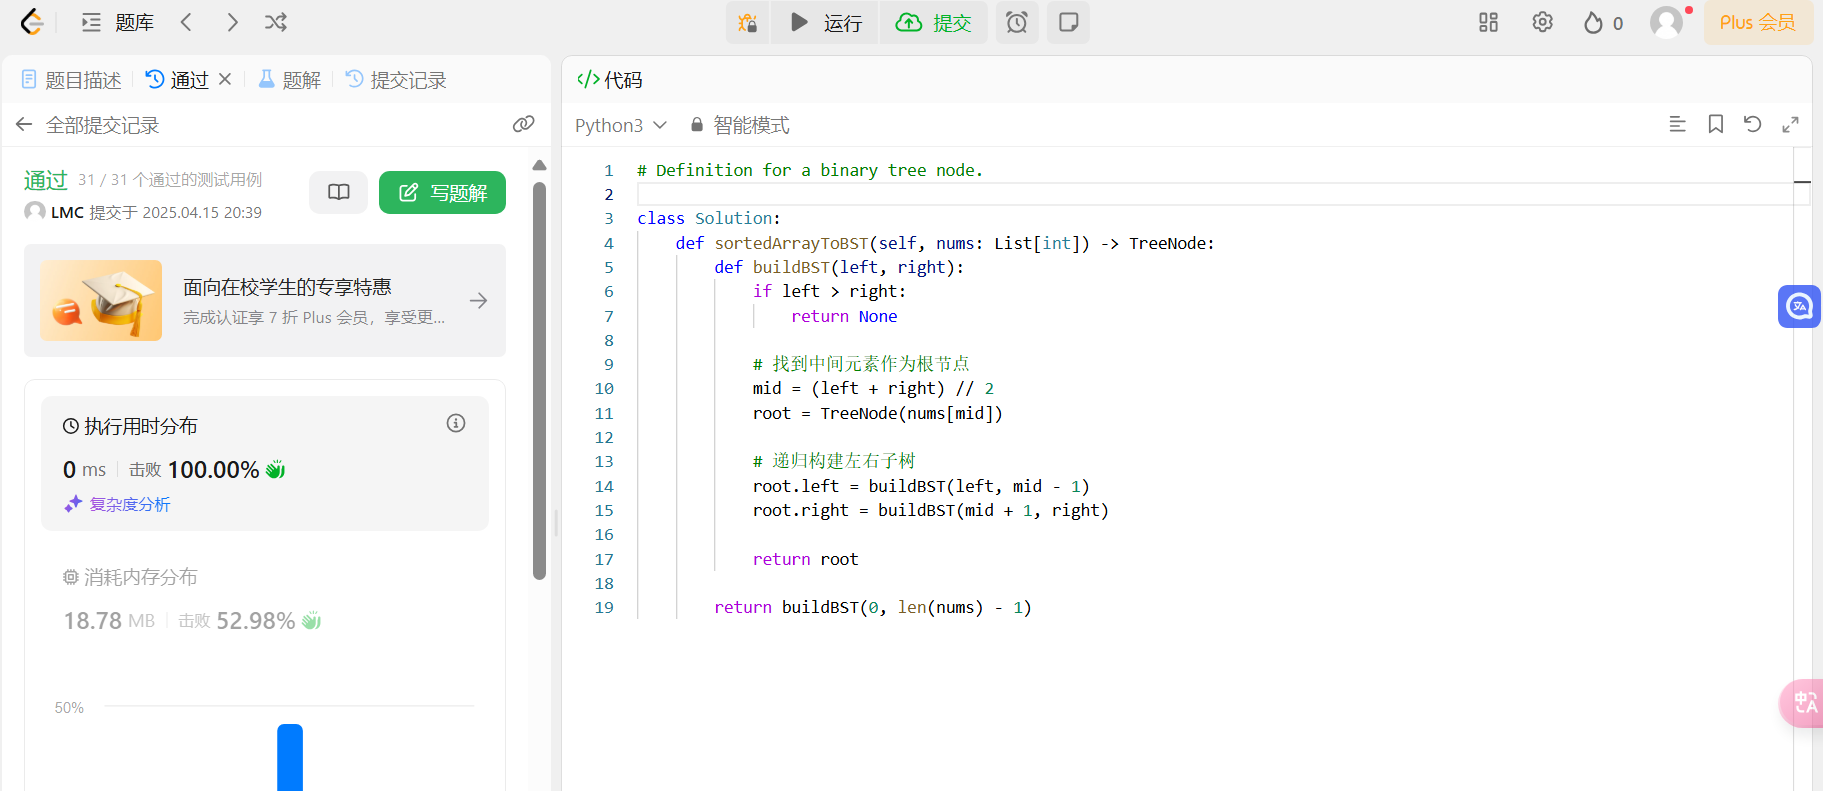 题库
运行
提交
0
Plus 会员
题目描述
通过
题解
提交记录
全部提交记录
通过 31 / 31 个通过的测试用例
LMC 提交于 2025.04.15 20:39
写题解
面向在校学生的专享特惠
完成认证享 7 折 Plus 会员，享受更...
执行用时分布
0 ms 击败 100.00%
复杂度分析
消耗内存分布
18.78 MB 击败 52.98%
50%
</> 代码
Python3 智能模式
1 # Definition for a binary tree node.
2
3 class Solution:
4 def sortedArrayToBST(self, nums: List[int]) -> TreeNode:
5 def buildBST(left, right):
6 if left > right:
7 return None
8
9 # 找到中间元素作为根节点
10 mid = (left + right) // 2
11 root = TreeNode(nums[mid])
12
13 # 递归构建左右子树
14 root.left = buildBST(left, mid - 1)
15 root.right = buildBST(mid + 1, right)
16
17 return root
18
19 return buildBST(0, len(nums) - 1)
中
A